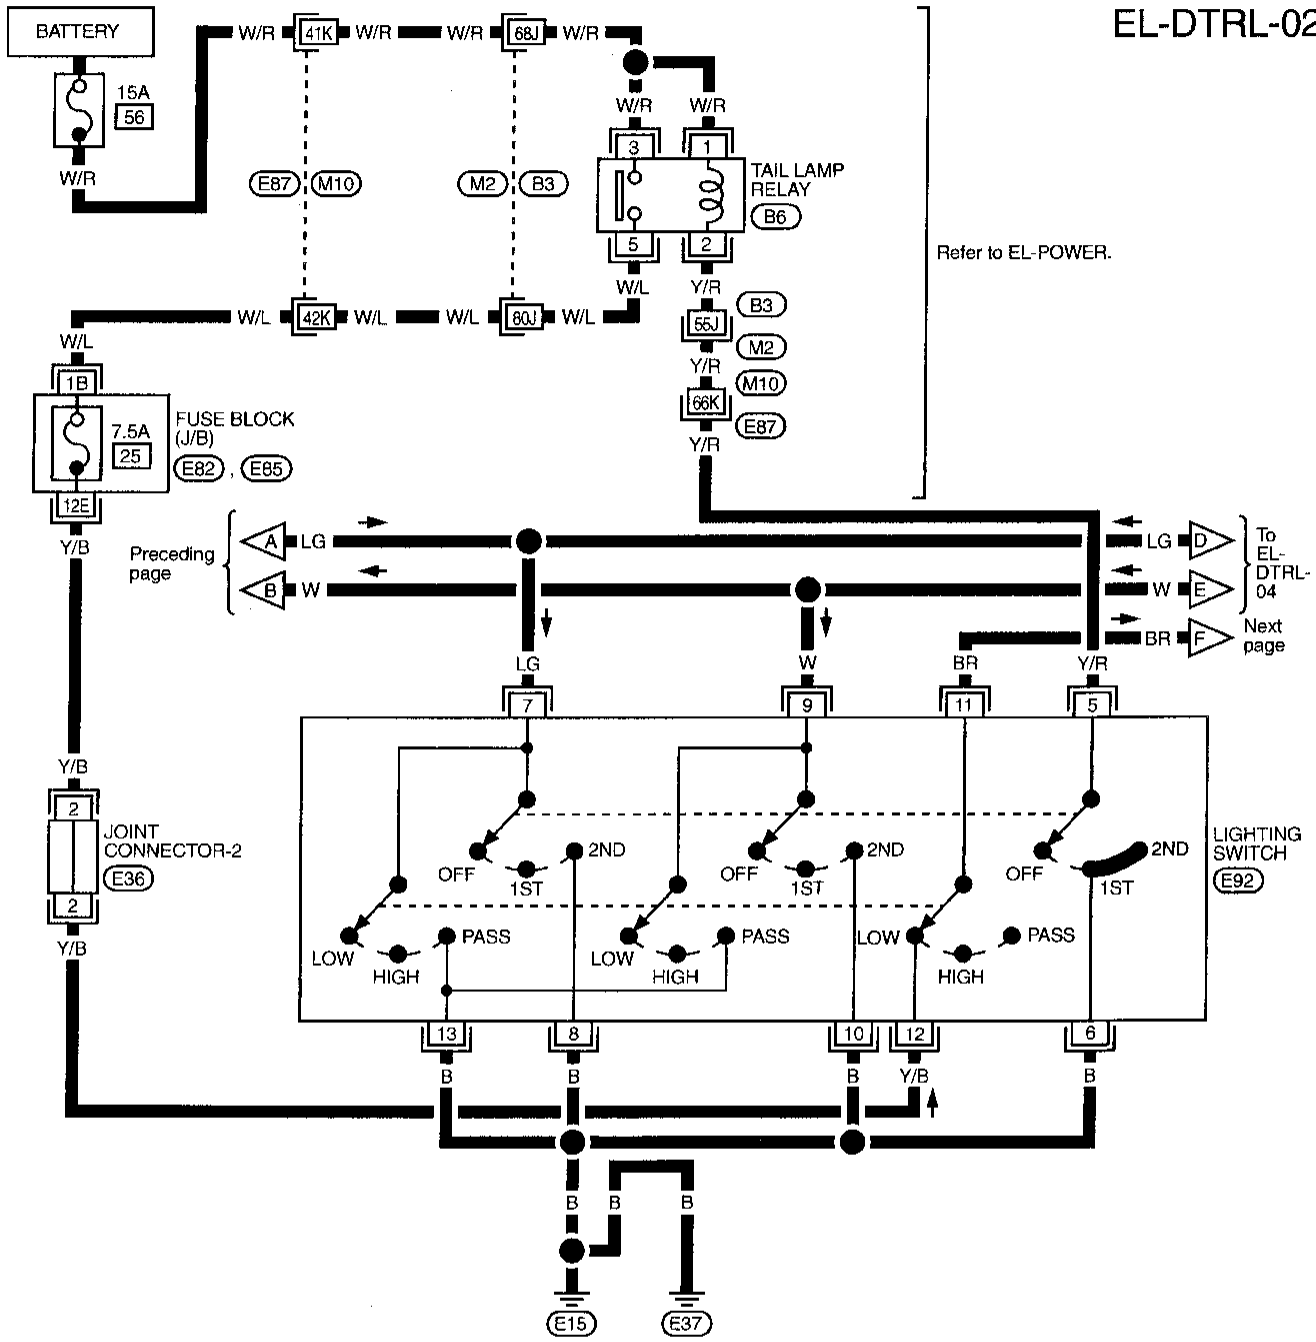 EL-DTRL-02
BATTERY
15A
56
W/R
W/R 41K W/R W/R 68J W/R
W/R W/R
3 1
TAIL LAMP
RELAY
B6
E87 M10 M2 B3
5 2
W/L Y/R
Refer to EL-POWER.
W/L 42K W/L W/L 80J W/L
55J
B3
M2
Y/R
66K
M10
E87
Y/R
W/L
1B
7.5A
25
FUSE BLOCK
(J/B)
E82 , E85
12E
Y/B
Preceding
page
A LG
B W
LG D
W E
To
EL-
DTRL-
04
BR F
Next
page
LG W BR Y/R
7 9 11 5
OFF 1ST 2ND
OFF 1ST 2ND
OFF 1ST 2ND
LIGHTING
SWITCH
E92
LOW HIGH PASS
LOW HIGH PASS
LOW HIGH PASS
Y/B
2
JOINT
CONNECTOR-2
E36
2
Y/B
13 8 10 12 6
B B B Y/B B
B B B
E15 E37